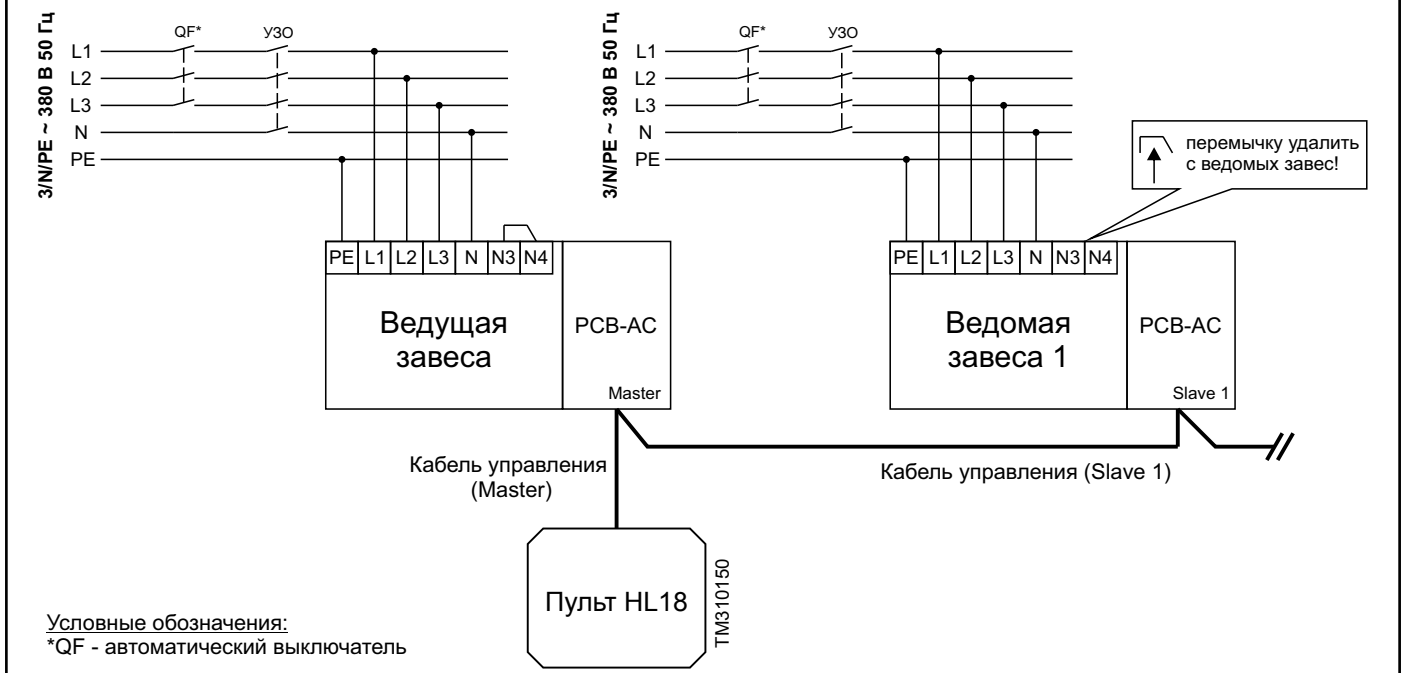 3/N/PE ~ 380 В 50 Гц
QF*
УЗО
L1
L2
L3
N
PE
3/N/PE ~ 380 В 50 Гц
QF*
УЗО
L1
L2
L3
N
PE
перемычку удалить
с ведомых завес!
PE L1 L2 L3 N N3 N4
Ведущая
завеса
PCB-AC
Master
PE L1 L2 L3 N N3 N4
Ведомая
завеса 1
PCB-AC
Slave 1
Кабель управления
(Master)
Кабель управления (Slave 1)
Пульт HL18
TM310150
Условные обозначения:
*QF - автоматический выключатель